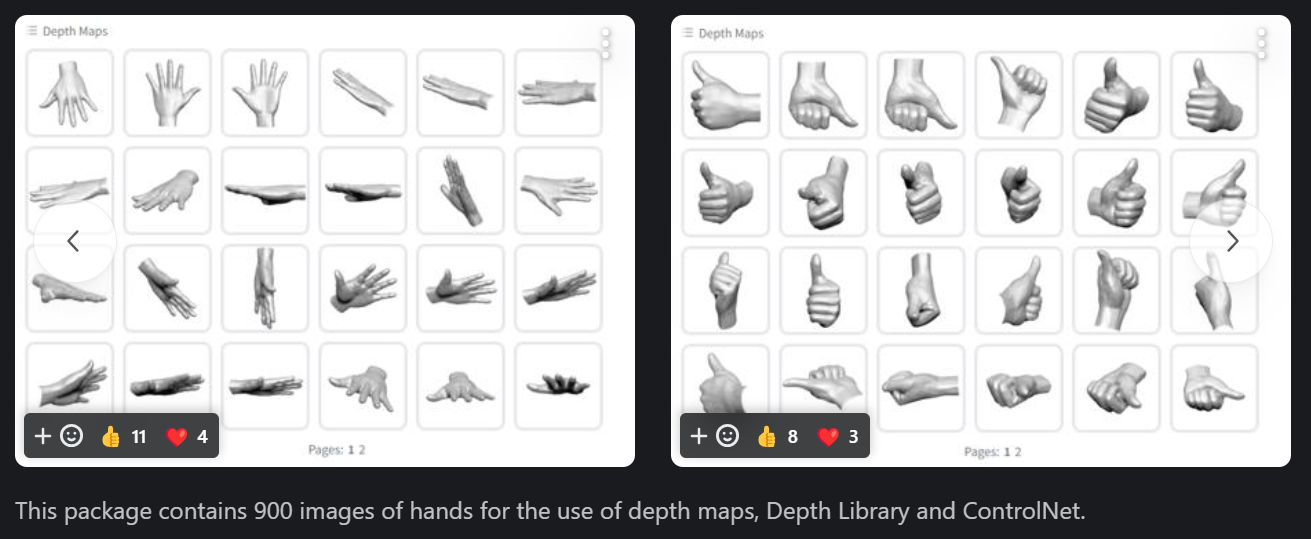 Depth Maps
Depth Maps
11 4
8 3
Pages: 1 2
Pages: 1 2
This package contains 900 images of hands for the use of depth maps, Depth Library and ControlNet.